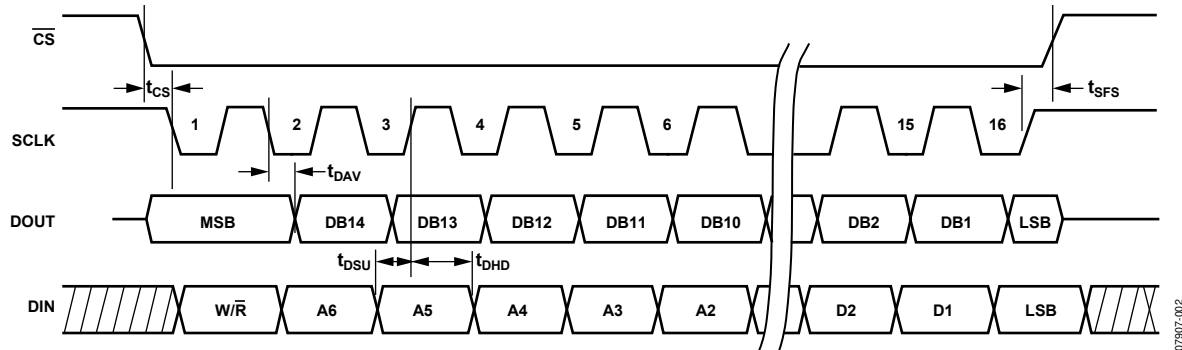 CS
tCS
tSFS
SCLK
1 2 3 4 5 6 15 16
tDAV
DOUT
MSB DB14 DB13 DB12 DB11 DB10 DB2 DB1 LSB
tDSU tDHD
DIN
W/R A6 A5 A4 A3 A2 D2 D1 LSB
07907-002